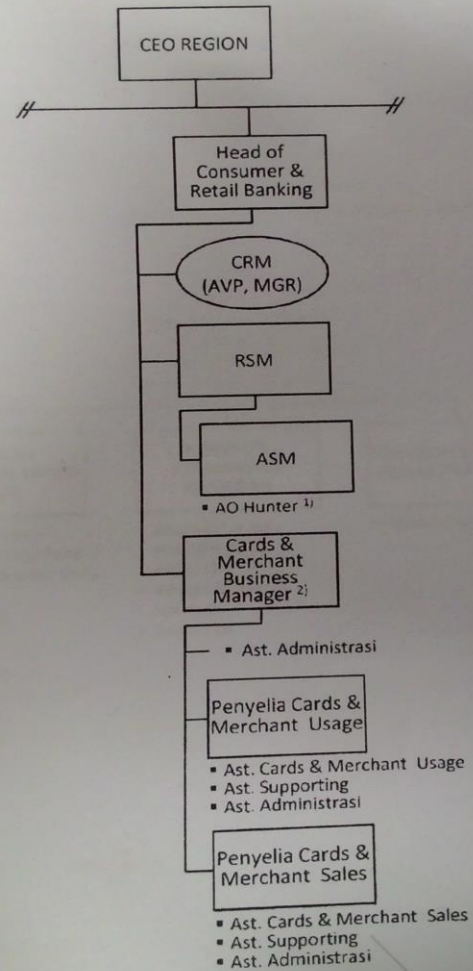 CEO REGION
Head of
Consumer &
Retail Banking
CRM
(AVP, MGR)
RSM
ASM
▪ AO Hunter ¹⁾
Cards &
Merchant
Business
Manager ²⁾
▪ Ast. Administrasi
Penyelia Cards &
Merchant Usage
▪ Ast. Cards & Merchant Usage
▪ Ast. Supporting
▪ Ast. Administrasi
Penyelia Cards &
Merchant Sales
▪ Ast. Cards & Merchant Sales
▪ Ast. Supporting
▪ Ast. Administrasi